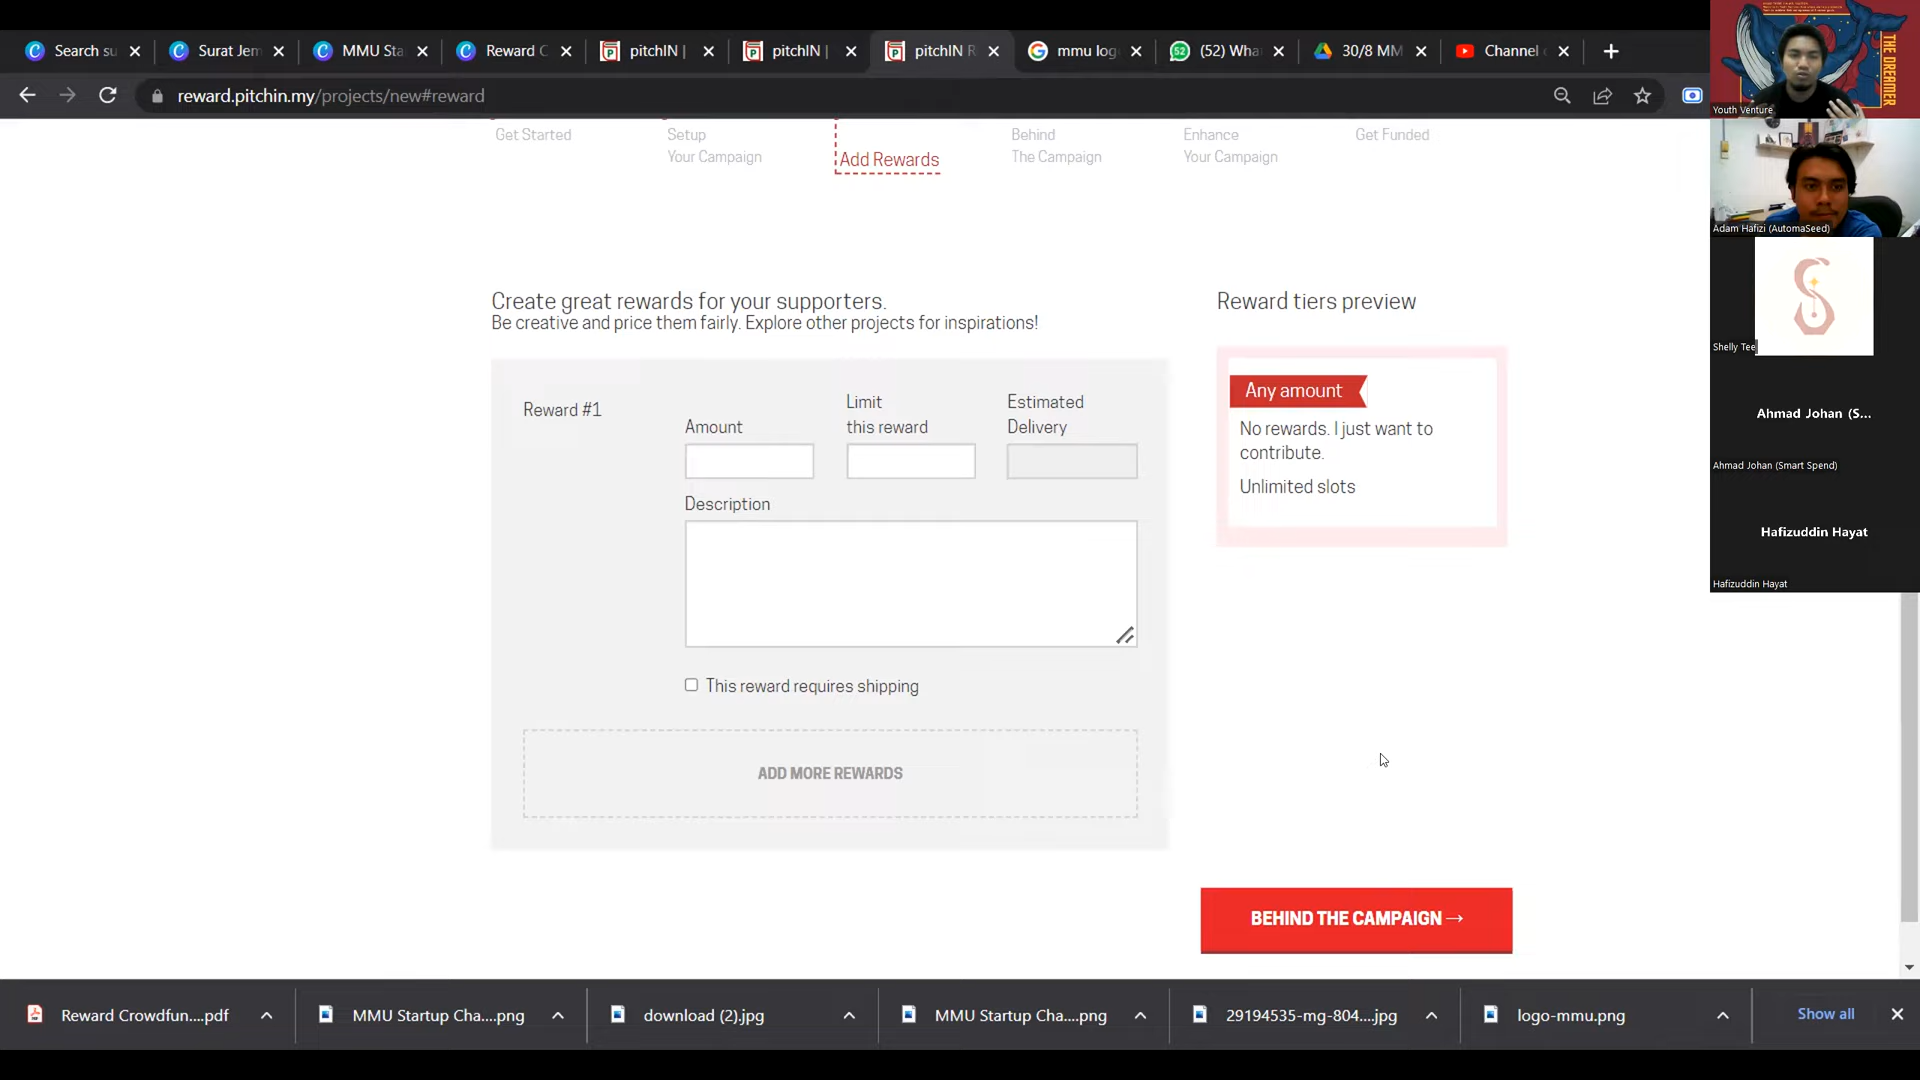 Search su
Surat Jem
MMU Sta
Reward C
pitchIN |
pitchIN |
pitchIN R
mmu log
(52) Wha
30/8 MM
Channel
reward.pitchin.my/projects/new#reward
Get Started
Setup
Your Campaign
Add Rewards
Behind
The Campaign
Enhance
Your Campaign
Get Funded
Create great rewards for your supporters.
Be creative and price them fairly. Explore other projects for inspirations!
Reward #1
Amount
Limit
this reward
Estimated
Delivery
Description
This reward requires shipping
ADD MORE REWARDS
Reward tiers preview
Any amount
No rewards. I just want to
contribute.
Unlimited slots
BEHIND THE CAMPAIGN →
THE DREAMER
Youth Venture
Adam Hafizi (AutomaSeed)
Shelly Tee
Ahmad Johan (S...
Ahmad Johan (Smart Spend)
Hafizuddin Hayat
Hafizuddin Hayat
Reward Crowdfun....pdf
MMU Startup Cha....png
download (2).jpg
MMU Startup Cha....png
29194535-mg-804....jpg
logo-mmu.png
Show all